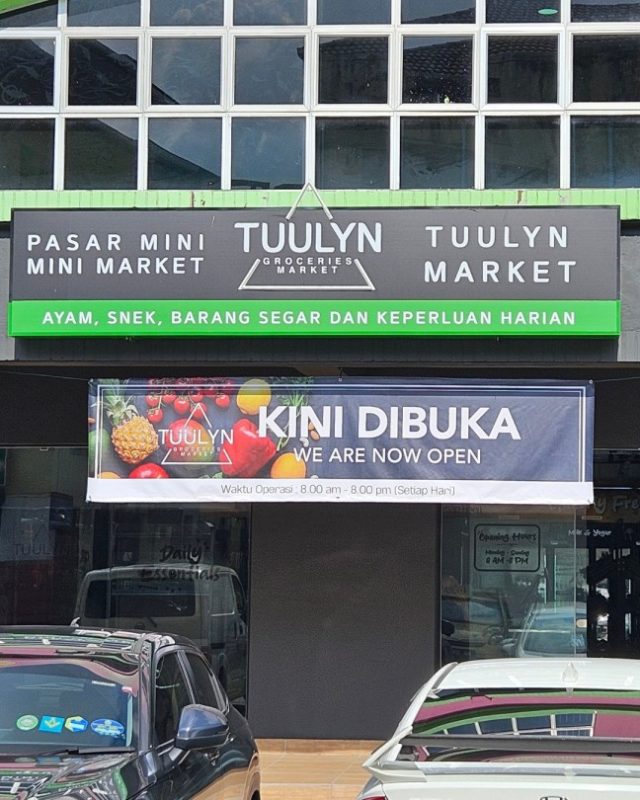 PASAR MINI
MINI MARKET
TUULYN
GROCERIES
MARKET
TUULYN
MARKET
AYAM, SNEK, BARANG SEGAR DAN KEPERLUAN HARIAN
TUULYN
GROCERIES
MARKET
KINI DIBUKA
WE ARE NOW OPEN
Waktu Operasi : 8.00 am - 8.00 pm (Setiap Hari)
TUULYN
Daily
Essentials
Opening Hours
Monday - Sunday
8 AM - 8 PM